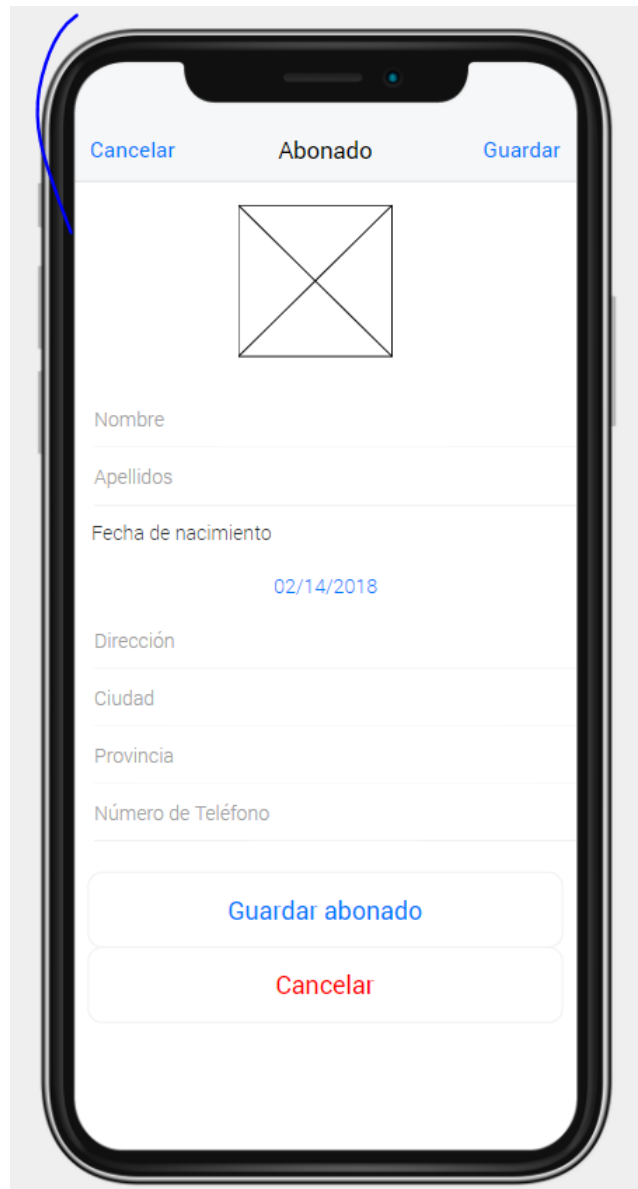 Cancelar Abonado Guardar
Nombre
Apellidos
Fecha de nacimiento
02/14/2018
Dirección
Ciudad
Provincia
Número de Teléfono
Guardar abonado
Cancelar